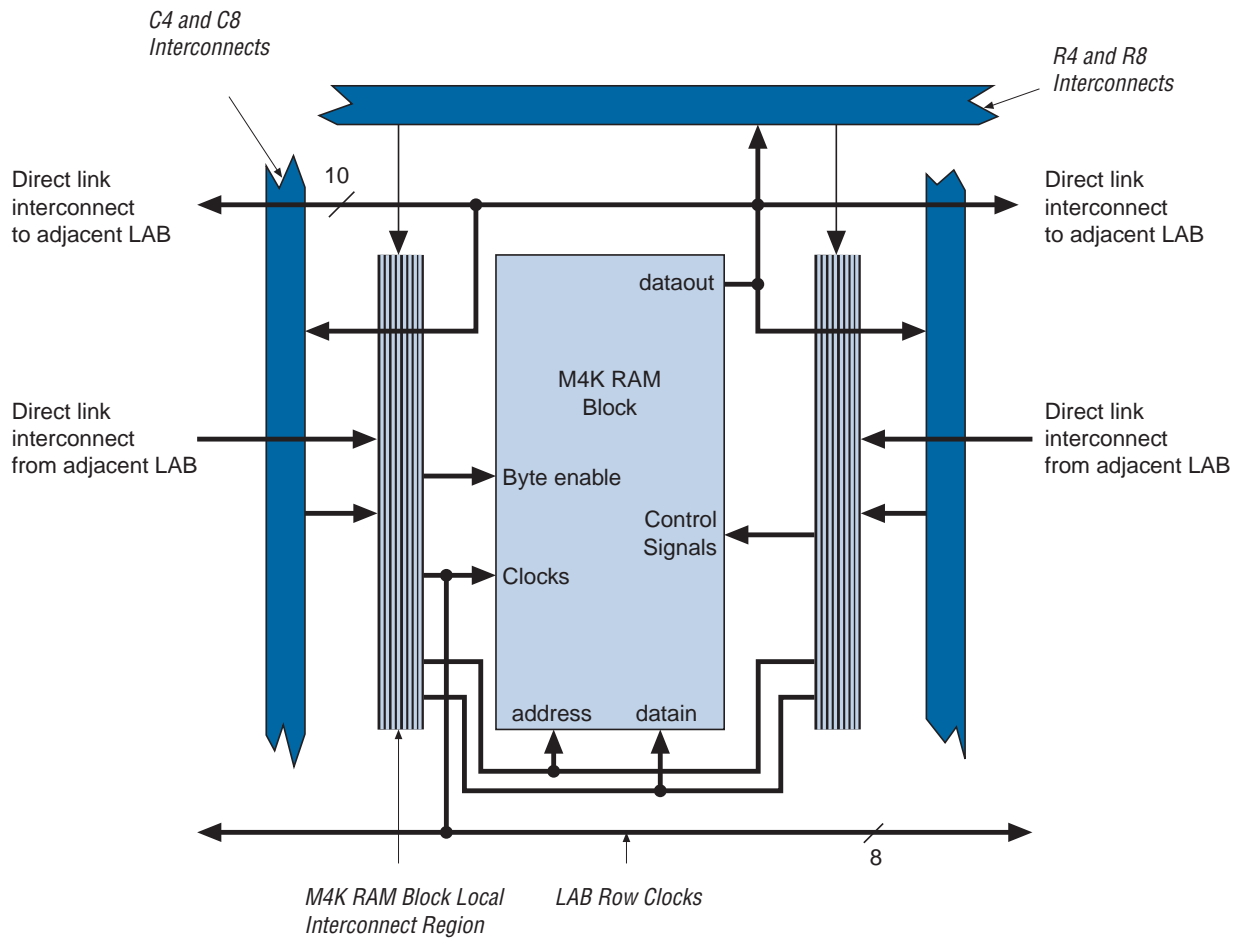 C4 and C8
Interconnects
R4 and R8
Interconnects
Direct link
interconnect
to adjacent LAB
10
Direct link
interconnect
to adjacent LAB
dataout
M4K RAM
Block
Direct link
interconnect
from adjacent LAB
Direct link
interconnect
from adjacent LAB
Byte enable
Control
Signals
Clocks
address
datain
8
M4K RAM Block Local
Interconnect Region
LAB Row Clocks